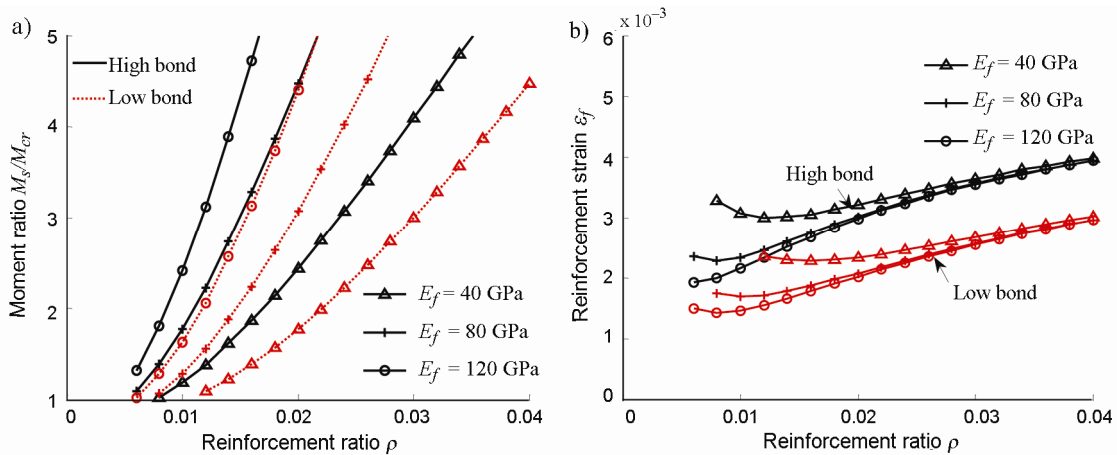 a)
5
4
3
2
1
Moment ratio Ms/Mcr
High bond
Low bond
Ef = 40 GPa
Ef = 80 GPa
Ef = 120 GPa
0
0.01
0.02
0.03
0.04
Reinforcement ratio ρ
b)
x 10⁻³
6
5
4
3
2
1
0
Reinforcement strain εf
Ef = 40 GPa
Ef = 80 GPa
Ef = 120 GPa
High bond
Low bond
0
0.01
0.02
0.03
0.04
Reinforcement ratio ρ